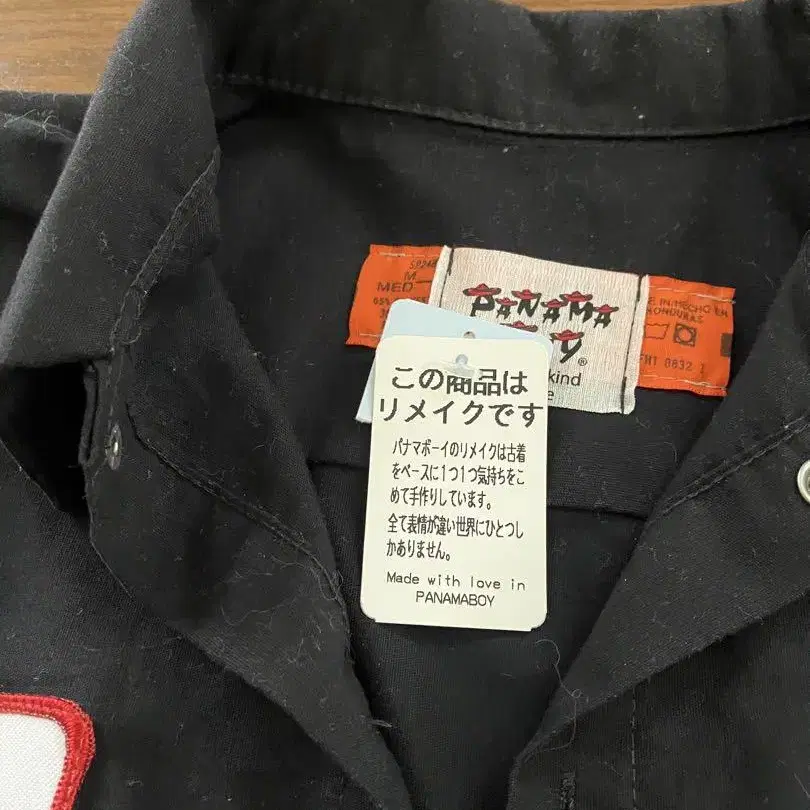 M
MED
PANAMA
この商品は
リメイクです
パナマボーイのリメイクは古着
をベースに1つ1つ気持ちをこ
めて手作りしています。
全て表情が違い世界にひとつし
かありません。
Made with love in
PANAMABOY
kind
HONDURAS
0832